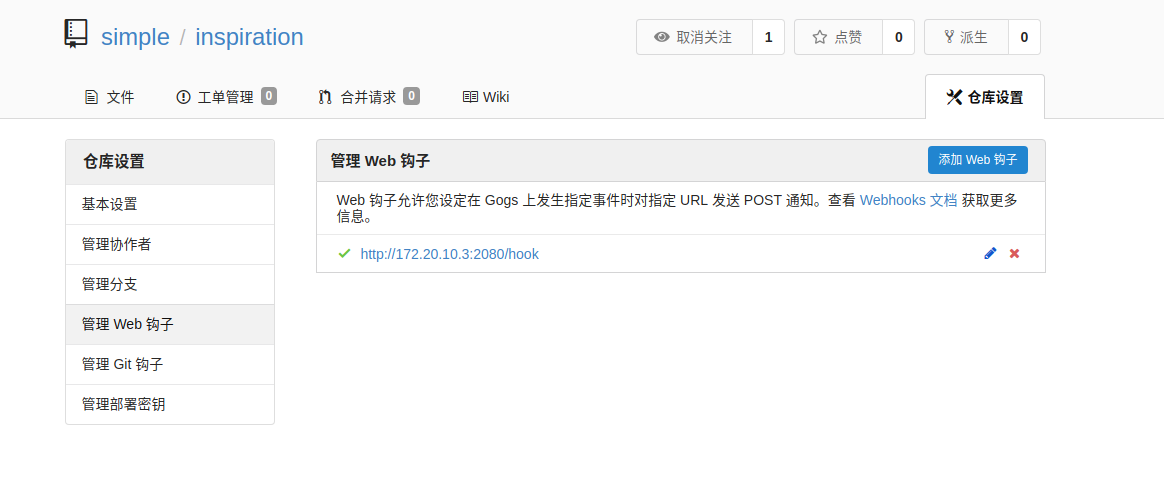 simple / inspiration
取消关注 1 点赞 0 派生 0
文件 工单管理 0 合并请求 0 Wiki 仓库设置
仓库设置
基本设置
管理协作者
管理分支
管理 Web 钩子
管理 Git 钩子
管理部署密钥
管理 Web 钩子 添加 Web 钩子
Web 钩子允许您设定在 Gogs 上发生指定事件时对指定 URL 发送 POST 通知。查看 Webhooks 文档 获取更多
信息。
http://172.20.10.3:2080/hook